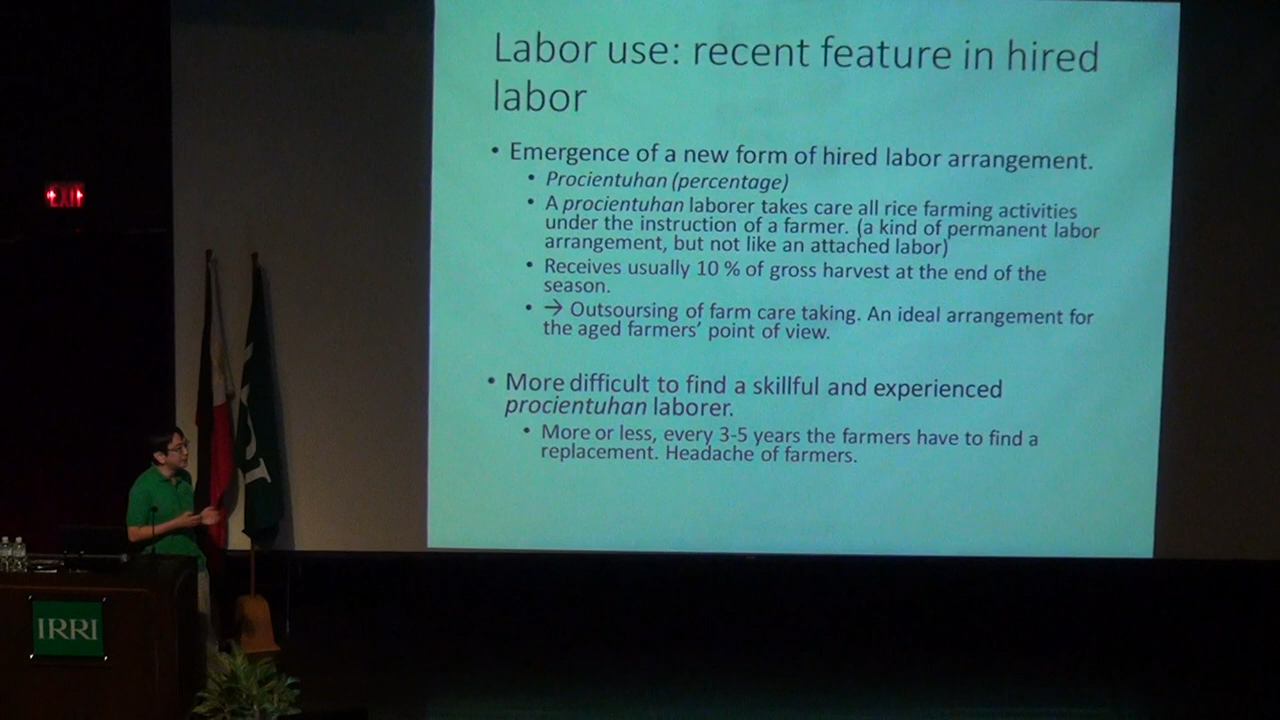 Labor use: recent feature in hired
labor
• Emergence of a new form of hired labor arrangement.
• Procientuhan (percentage)
• A procientuhan laborer takes care all rice farming activities
under the instruction of a farmer. (a kind of permanent labor
arrangement, but not like an attached labor)
• Receives usually 10 % of gross harvest at the end of the
season.
• → Outsoursing of farm care taking. An ideal arrangement for
the aged farmers’ point of view.
• More difficult to find a skillful and experienced
procientuhan laborer.
• More or less, every 3-5 years the farmers have to find a
replacement. Headache of farmers.
EXIT
IRRI